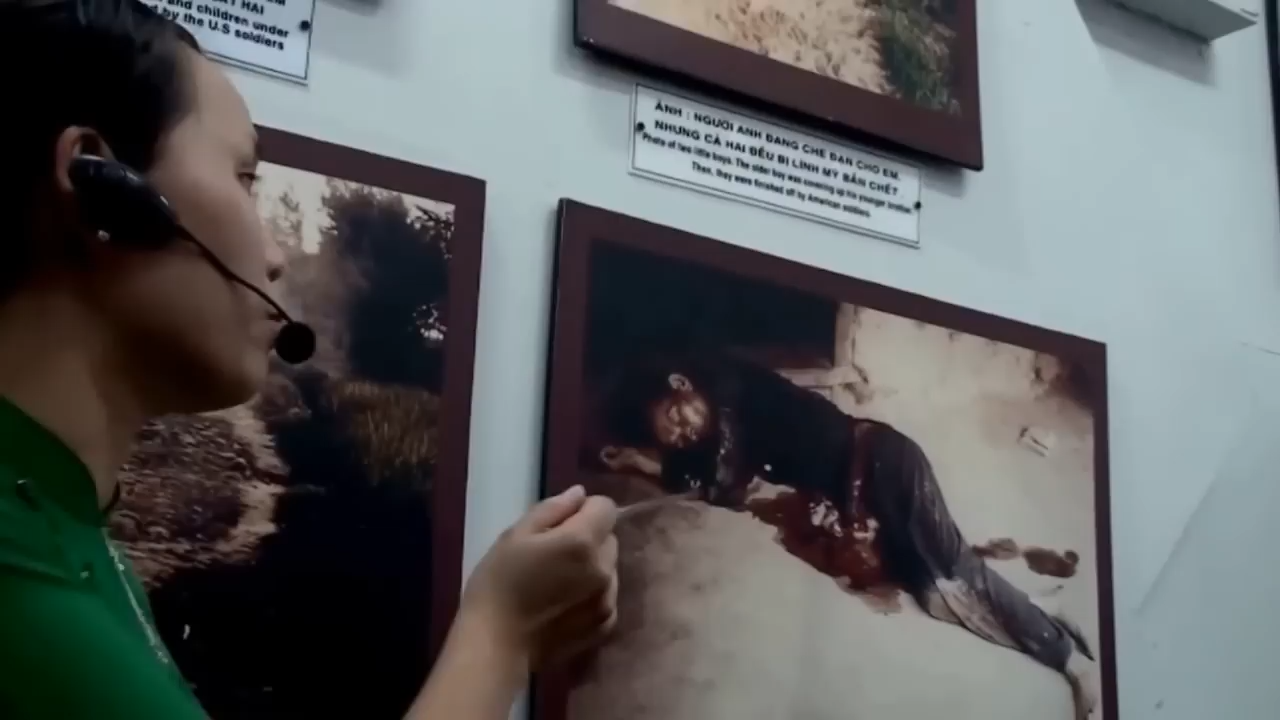 HẠI
and children under
by the U.S soldiers
ẢNH : NGƯỜI ANH ĐANG CHE ĐẠN CHO EM.
NHƯNG CẢ HAI ĐỀU BỊ LÍNH MỸ BẮN CHẾT
Photo of two little boys. The older boy was covering up his younger brother.
Then, they were finished off by American soldiers